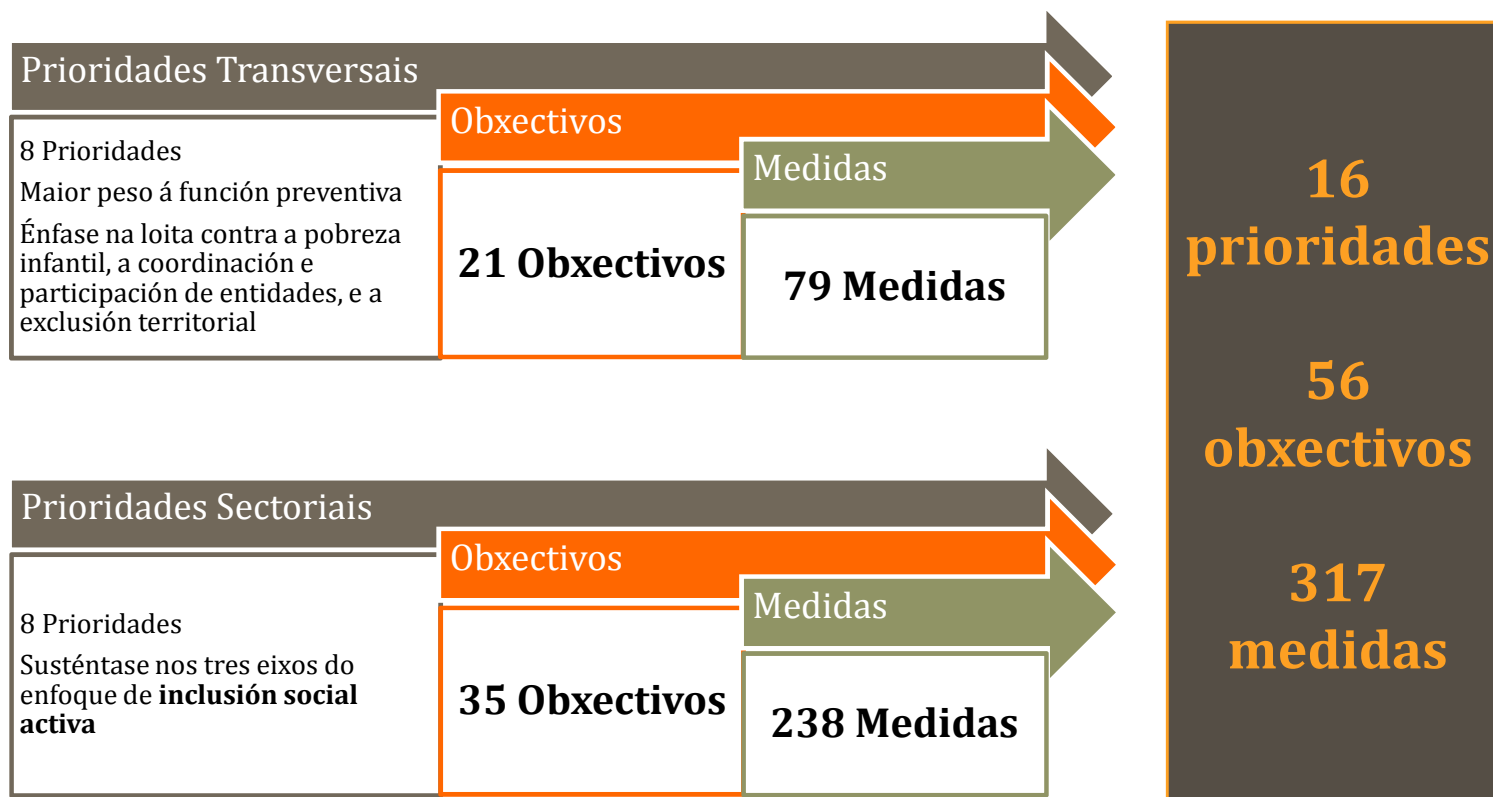 Prioridades Transversais
Obxectivos
Medidas
8 Prioridades
Maior peso á función preventiva
Énfase na loita contra a pobreza
infantil, a coordinación e
participación de entidades, e a
exclusión territorial
21 Obxectivos
79 Medidas
Prioridades Sectoriais
Obxectivos
Medidas
8 Prioridades
Susténtase nos tres eixos do
enfoque de inclusión social
activa
35 Obxectivos
238 Medidas
16
prioridades
56
obxectivos
317
medidas